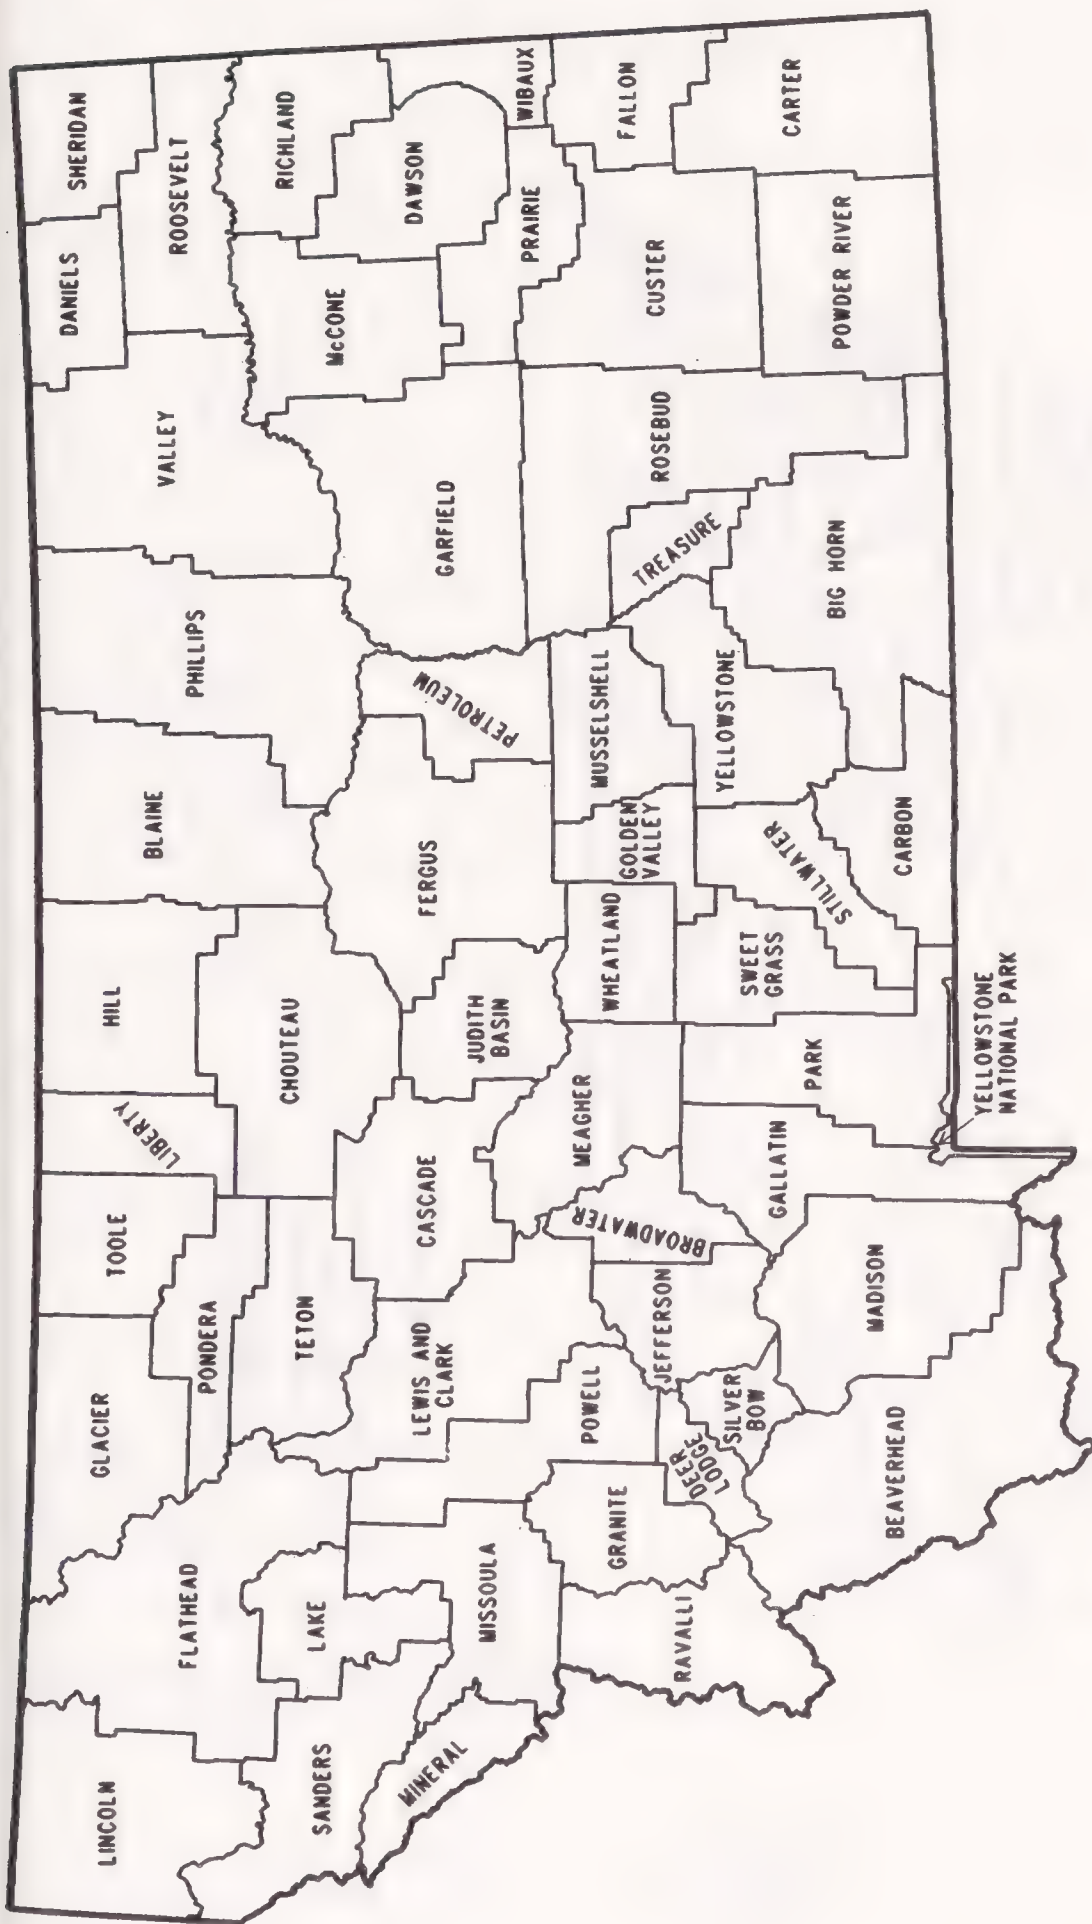 LINCOLN
FLATHEAD
GLACIER
TOOLE
LIBERTY
HILL
BLAINE
PHILLIPS
VALLEY
DANIELS
SHERIDAN
ROOSEVELT
SANDERS
LAKE
PONDERA
TETON
CHOUTEAU
RICHLAND
McCONE
MINERAL
MISSOULA
LEWIS AND
CLARK
CASCADE
JUDITH
BASIN
FERGUS
PETROLEUM
GARFIELD
DAWSON
PRAIRIE
WIBAUX
POWELL
GRANITE
RAVALLI
DEER
LODGE
SILVER
BOW
JEFFERSON
BROADWATER
MEAGHER
WHEATLAND
GOLDEN
VALLEY
MUSSELSHELL
TREASURE
ROSEBUD
CUSTER
FALLON
BEAVERHEAD
MADISON
GALLATIN
PARK
SWEET
GRASS
STILLWATER
YELLOWSTONE
CARBON
BIG HORN
POWDER RIVER
CARTER
YELLOWSTONE
NATIONAL PARK